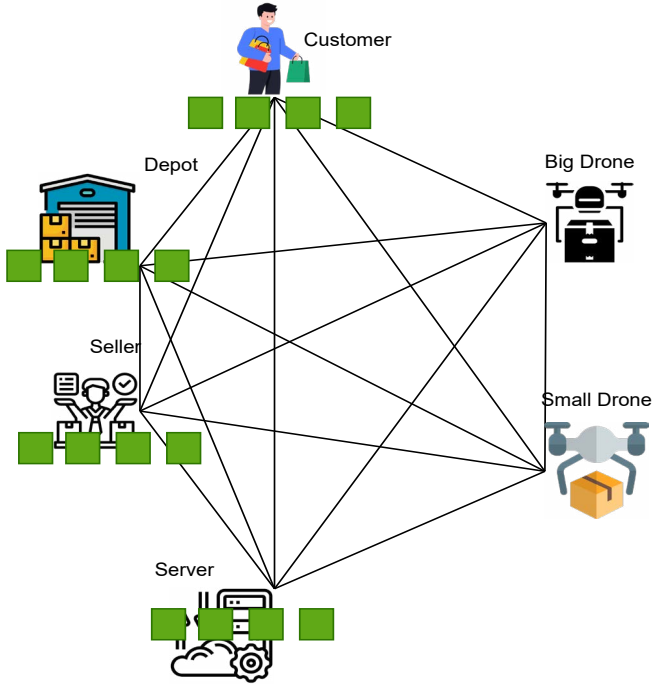 Customer
Depot
Big Drone
Seller
Small Drone
Server